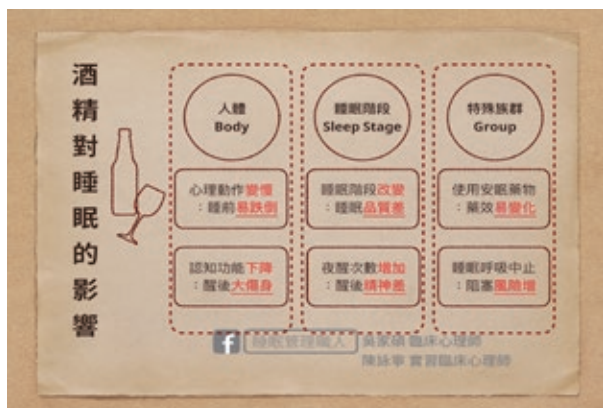 酒精對睡眠的影響
人體
Body
心理動作變慢
：睡前易跌倒
認知功能下降
：醒後大傷身
睡眠階段
Sleep Stage
睡眠階段改變
：睡眠品質差
夜醒次數增加
：醒後精神差
特殊族群
Group
使用安眠藥物
：藥效易變化
睡眠呼吸中止
：阻塞風險增
f 睡眠管理職人
吳家碩 臨床心理師
陳詠寧 實習臨床心理師